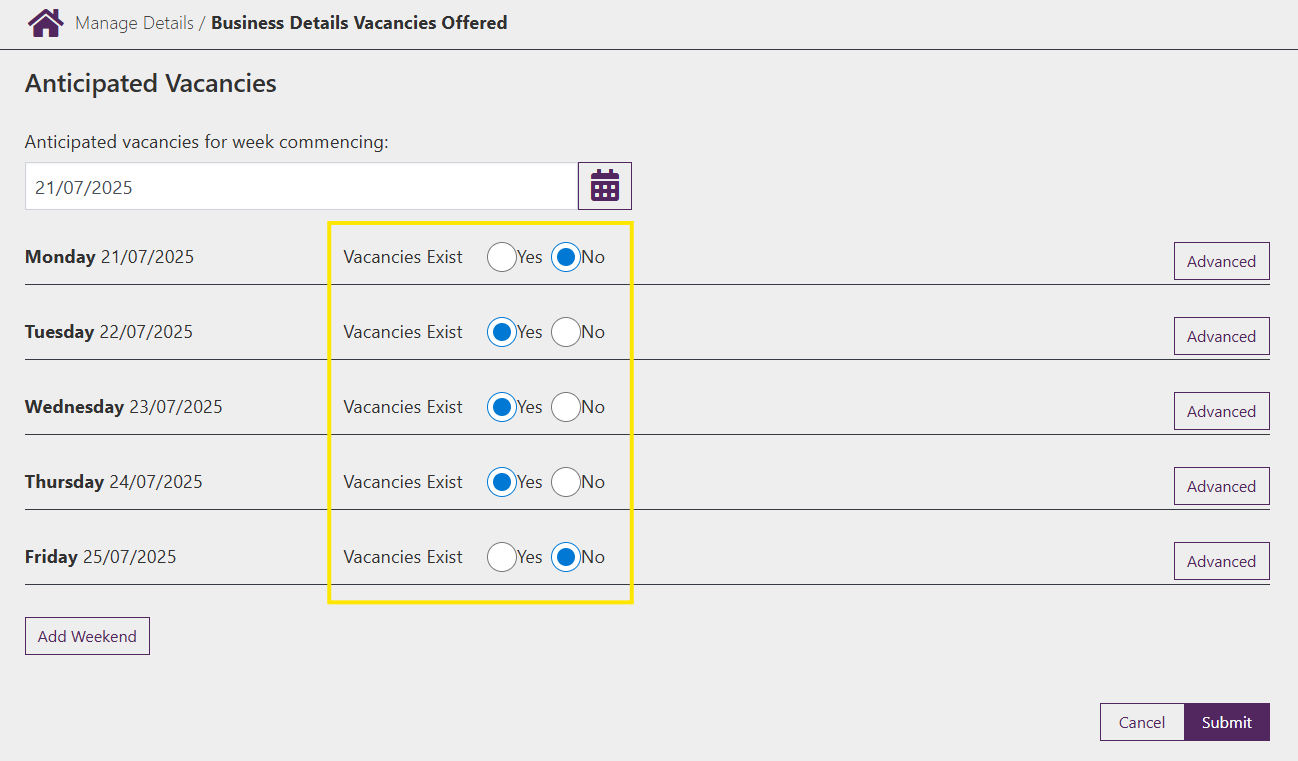 Manage Details / Business Details Vacancies Offered
Anticipated Vacancies
Anticipated vacancies for week commencing:
21/07/2025
Monday 21/07/2025 Vacancies Exist Yes No Advanced
Tuesday 22/07/2025 Vacancies Exist Yes No Advanced
Wednesday 23/07/2025 Vacancies Exist Yes No Advanced
Thursday 24/07/2025 Vacancies Exist Yes No Advanced
Friday 25/07/2025 Vacancies Exist Yes No Advanced
Add Weekend
Cancel Submit